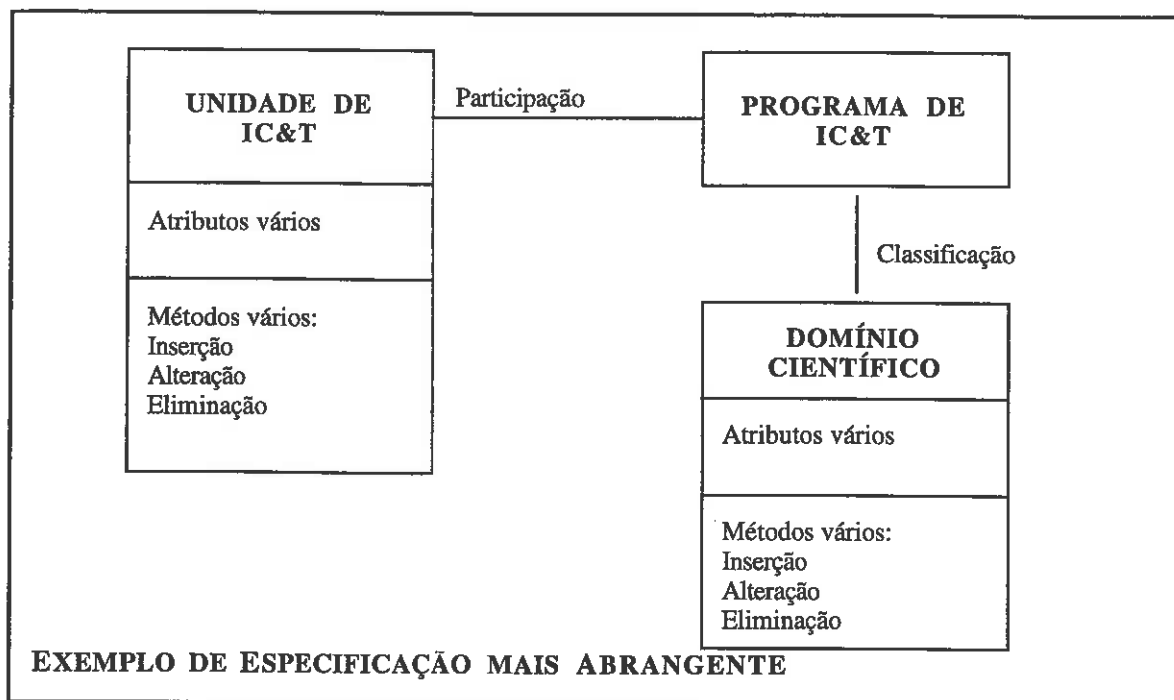 UNIDADE DE
IC&T
Atributos vários
Métodos vários:
Inserção
Alteração
Eliminação
Participação
PROGRAMA DE
IC&T
Classificação
DOMÍNIO
CIENTÍFICO
Atributos vários
Métodos vários:
Inserção
Alteração
Eliminação
EXEMPLO DE ESPECIFICAÇÃO MAIS ABRANGENTE